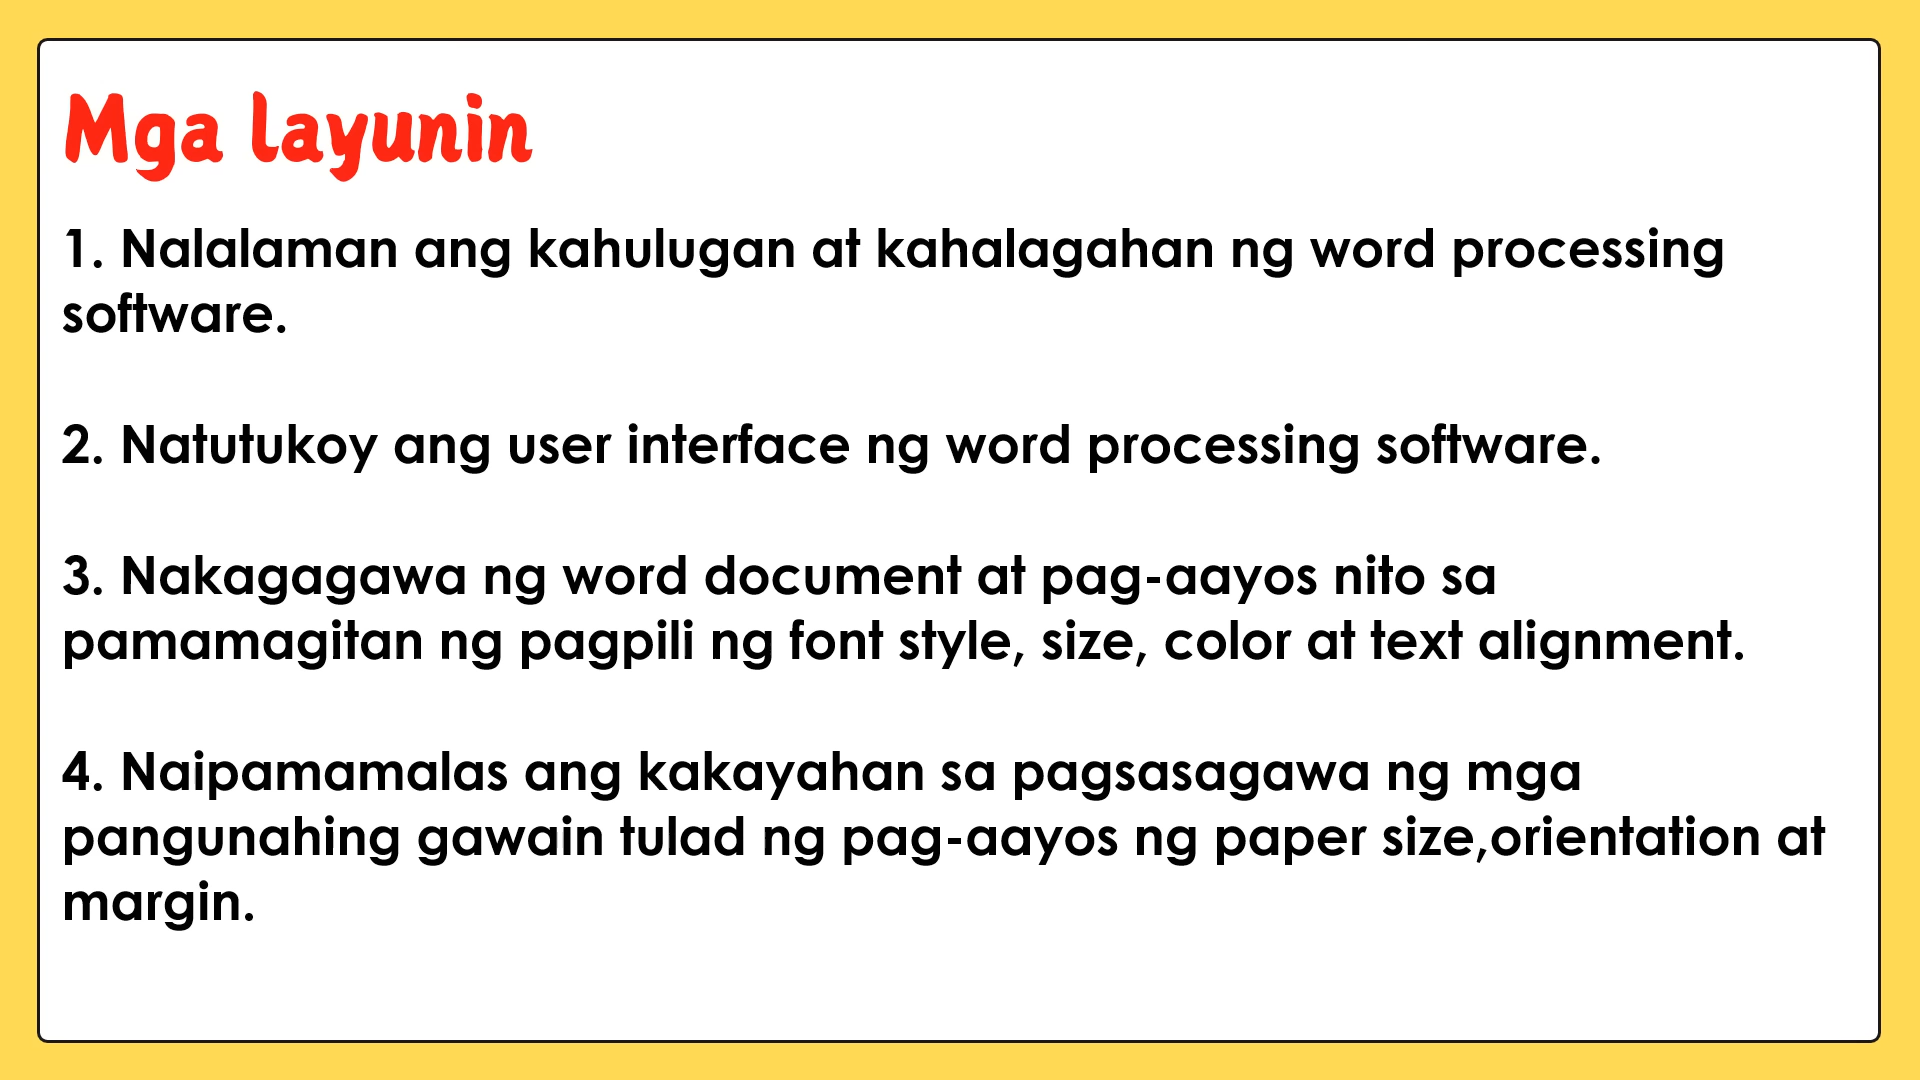 Mga layunin
1. Nalalaman ang kahulugan at kahalagahan ng word processing
software.
2. Natutukoy ang user interface ng word processing software.
3. Nakagagawa ng word document at pag-aayos nito sa
pamamagitan ng pagpili ng font style, size, color at text alignment.
4. Naipamamalas ang kakayahan sa pagsasagawa ng mga
pangunahing gawain tulad ng pag-aayos ng paper size,orientation at
margin.